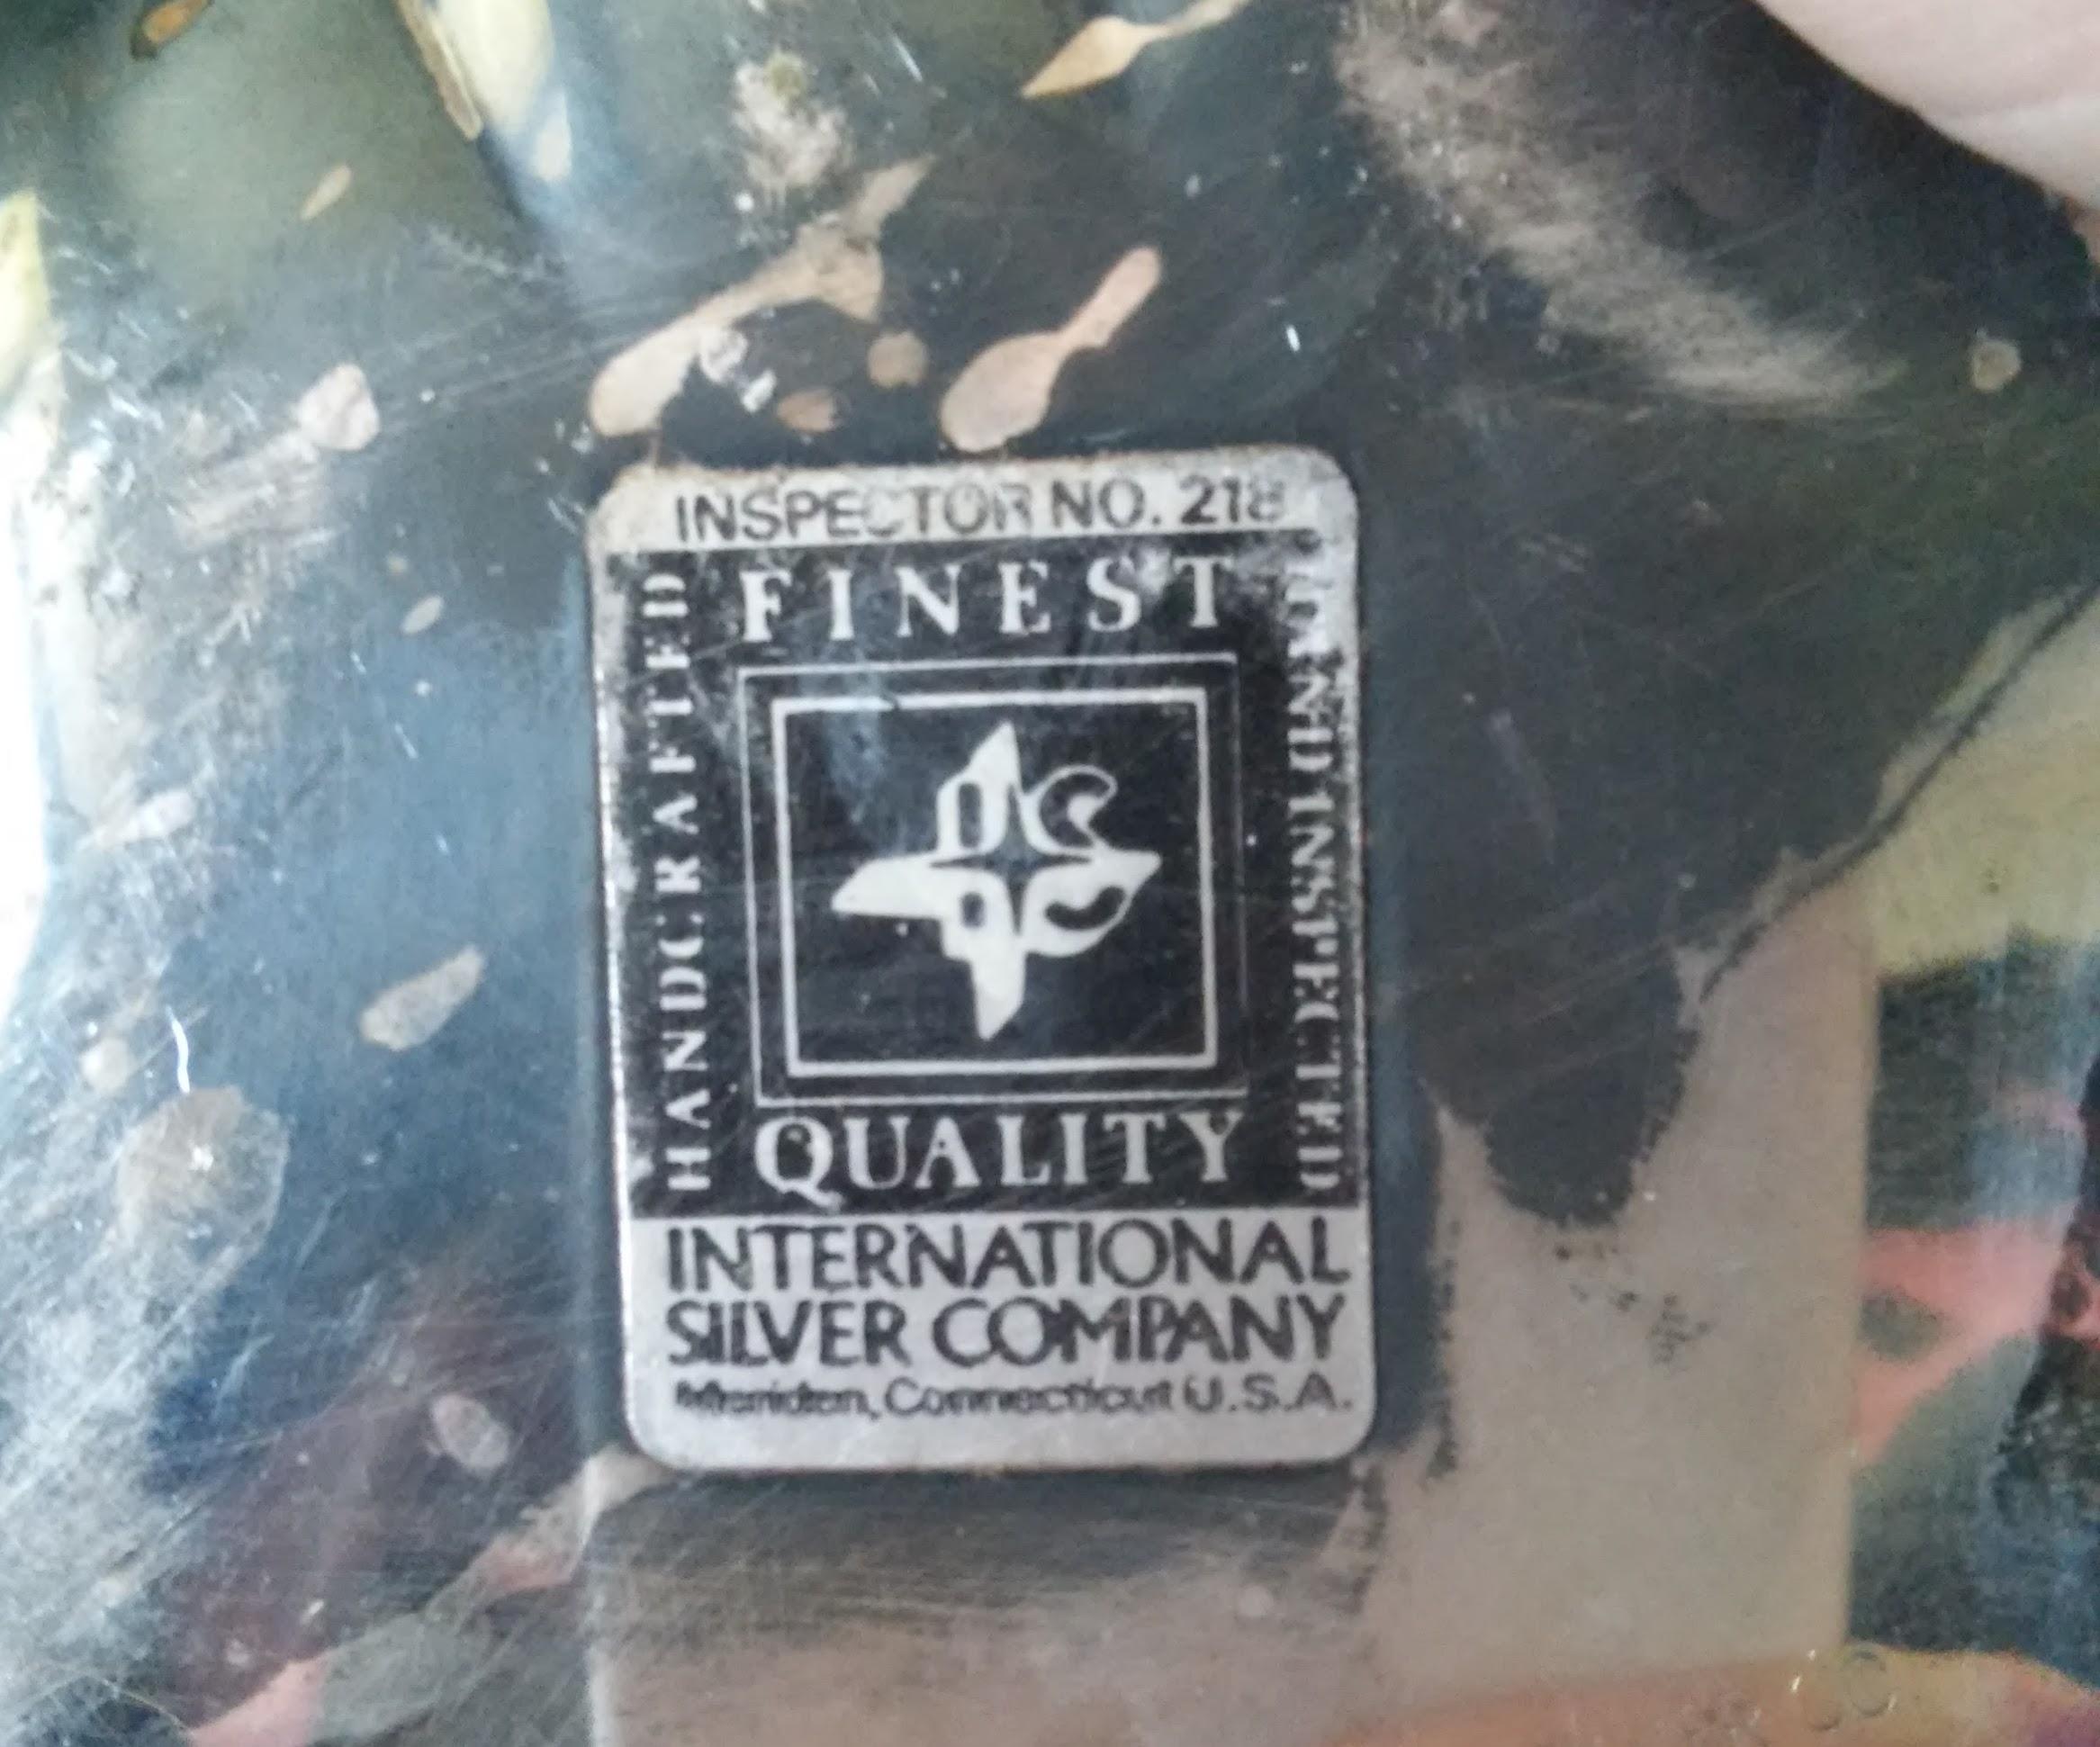 INSPECTOR NO. 218
FINEST
HANDCRAFTED
HAND INSPECTED
QUALITY
INTERNATIONAL
SILVER COMPANY
Meriden, Connecticut U.S.A.